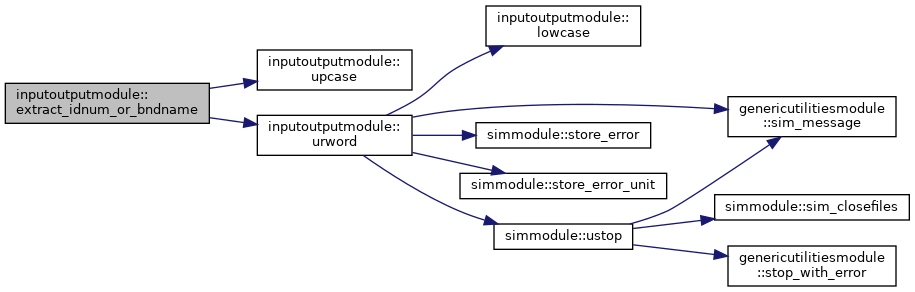 inputoutputmodule::
extract_idnum_or_bndname
inputoutputmodule::
upcase
inputoutputmodule::
urword
inputoutputmodule::
lowcase
simmodule::store_error
simmodule::store_error_unit
simmodule::ustop
genericutilitiesmodule
::sim_message
simmodule::sim_closefiles
genericutilitiesmodule
::stop_with_error